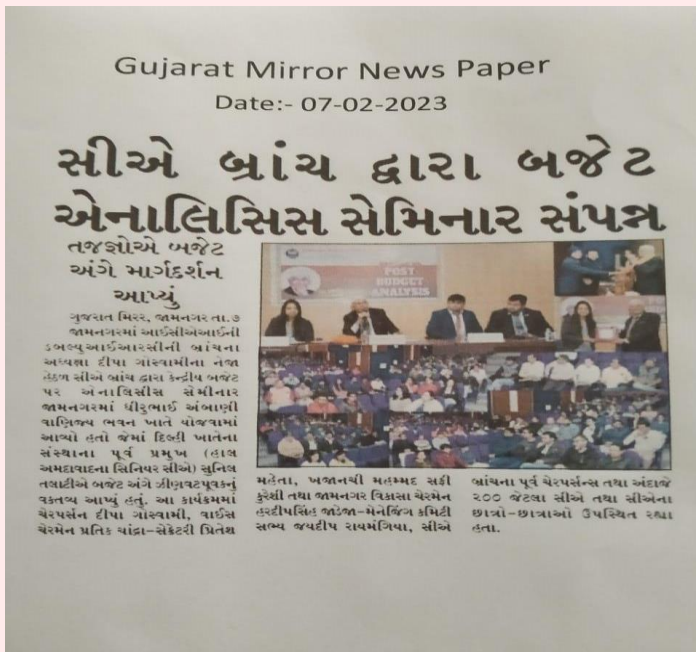 Gujarat Mirror News Paper
Date:- 07-02-2023
સીએ બ્રાંચ દ્વારા બજેટ
એનાલિસિસ સેમિનાર સંપન્ન
તજજ્ઞોએ બજેટ
અંગે માર્ગદર્શન
આપ્યું
ગુજરાત મિરર, જામનગર તા.૭
જામનગરમાં આઈસીએઆઈની
ડબલ્યુઆઈઆરસીની બ્રાંચના
અધ્યક્ષા દીપા ગોસ્વામીના નેજા
હેઠળ સીએ બ્રાંચ દ્વારા કેન્દ્રીય બજેટ
પર એનાલિસીસ સેમીનાર
જામનગરમાં ધીરુભાઈ અંબાણી
વાણિજ્ય ભવન ખાતે યોજવામાં
આવ્યો હતો જેમાં દિલ્હી ખાતેના
સંસ્થાના પૂર્વ પ્રમુખ (હાલ
અમદાવાદના સિનિયર સીએ) સુનિલ
તલાટીએ બજેટ અંગે ઝીણવટપૂવકનું
વકતવ્ય આપ્યું હતું. આ કાર્યક્રમમાં
ચેરપર્સન દીપા ગોસ્વામી, વાઈસ
ચેરમેન પ્રતિક ચાંદ્રા-સેક્રેટરી પ્રિતેશ
POST
BUDGET
ANALYSIS
મહેતા, ખજાનચી મહમ્મદ સફી
કુરેશી તથા જામનગર વિકાસા ચેરમેન
હરદીપસિંહ જાડેજા-મેનેજિંગ કમિટી
સભ્ય જયદીપ રાયમંગિયા, સીએ
બ્રાંચના પૂર્વ ચેરપર્સન્સ તથા અંદાજે
૨૦૦ જેટલા સીએ તથા સીએના
છાત્રો-છાત્રાઓ ઉપસ્થિત રહ્યા
હતા.